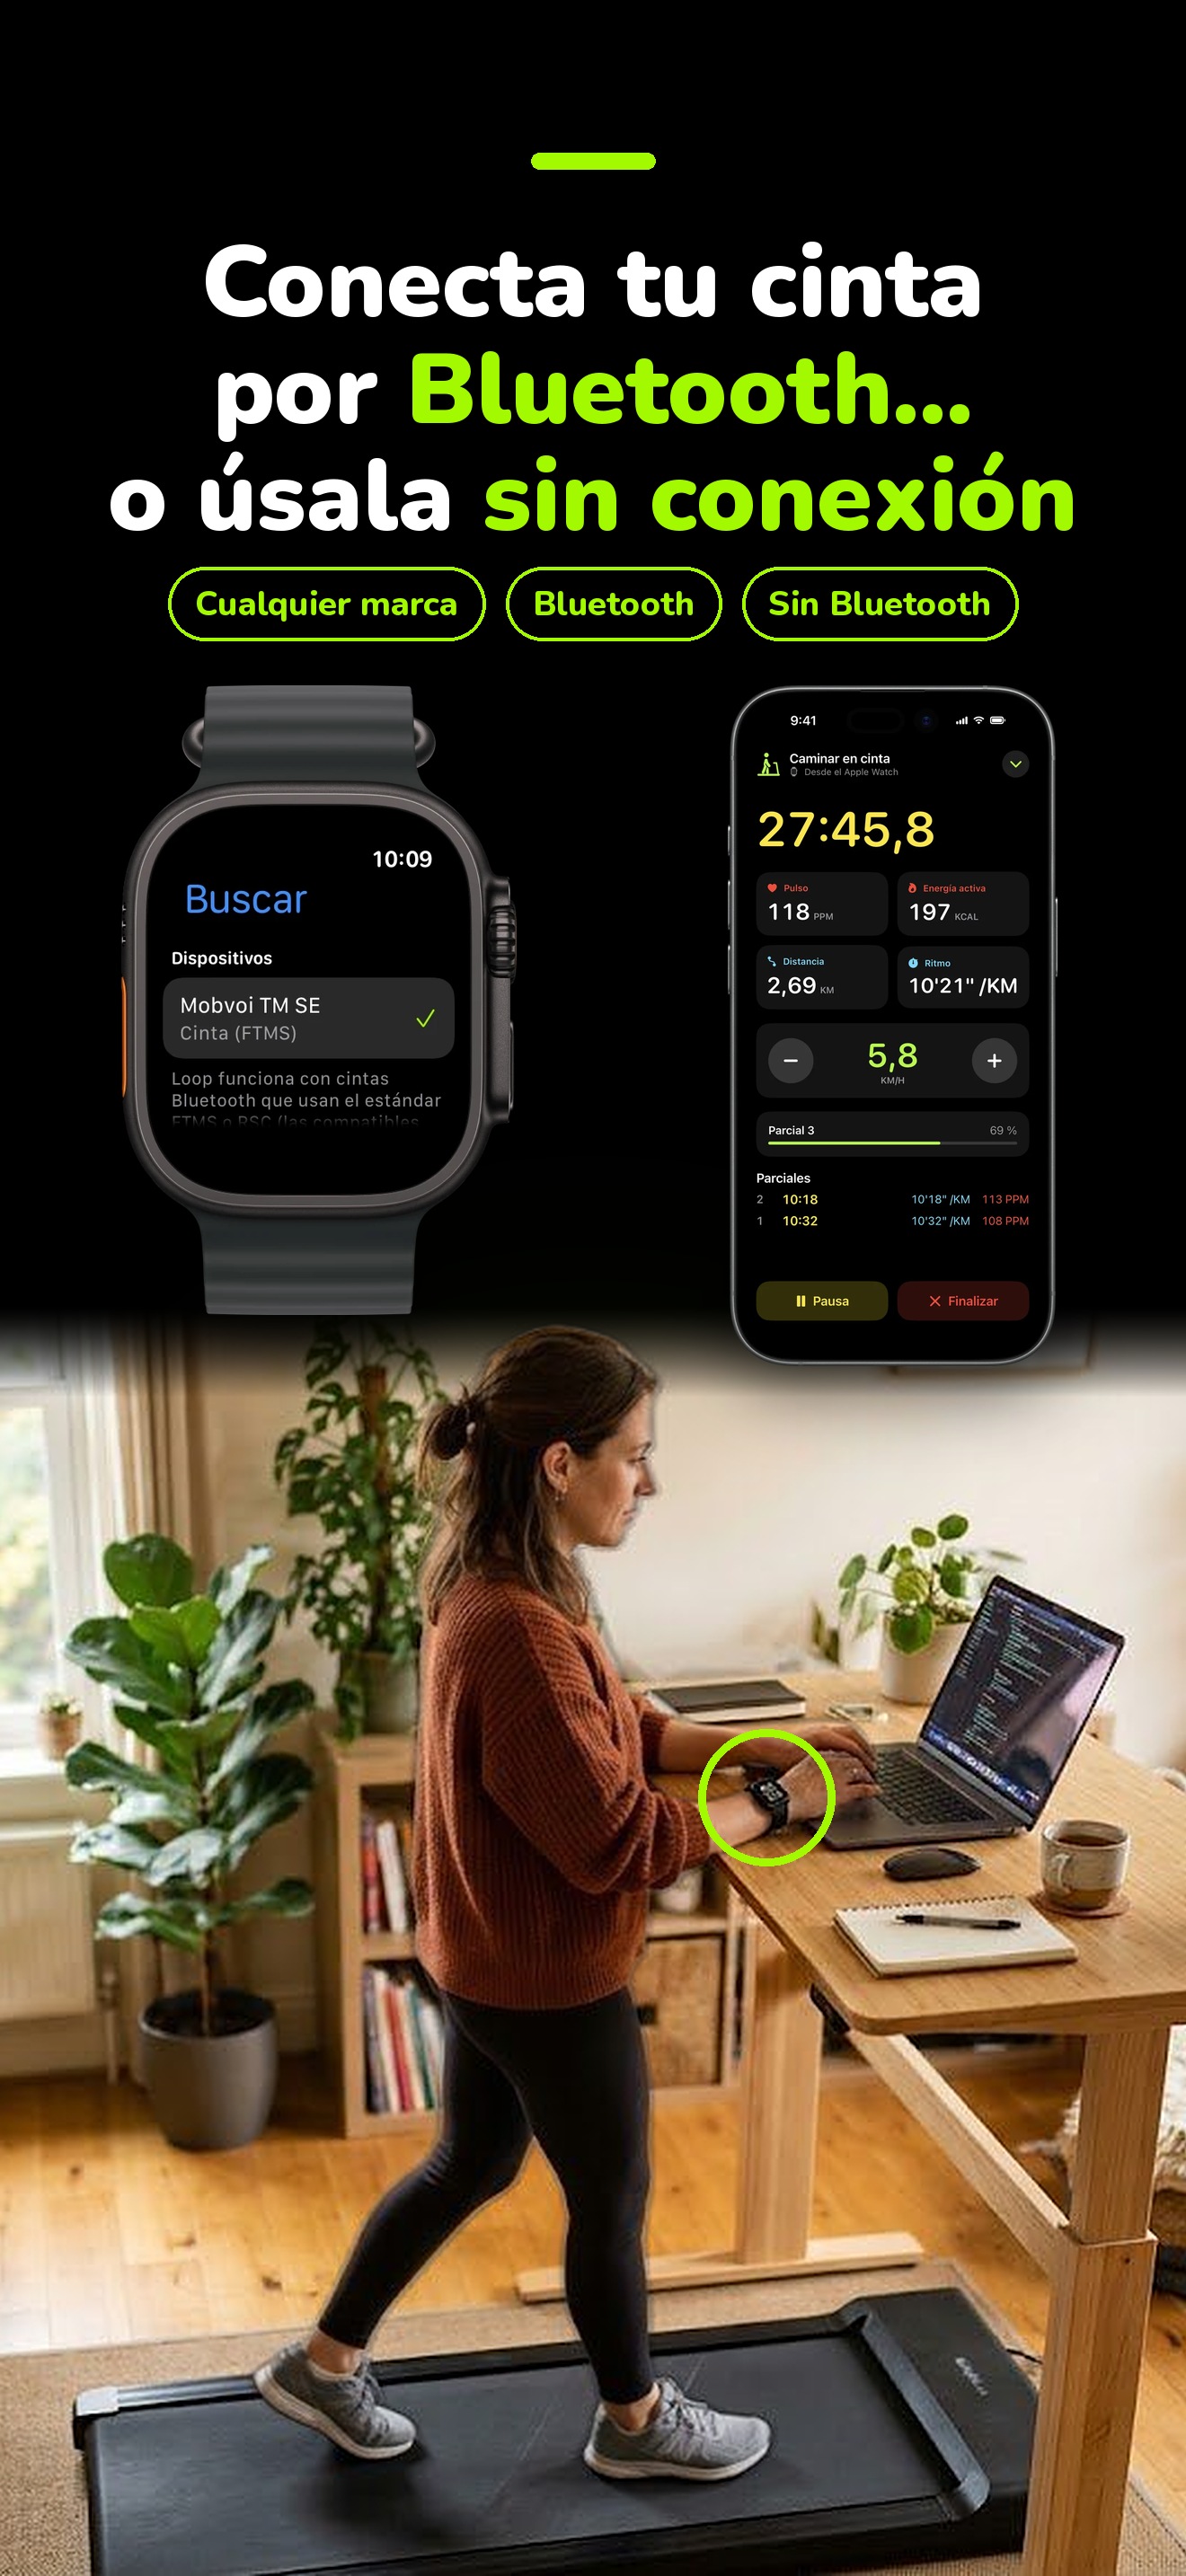 Conecta tu cinta
por Bluetooth...
o úsala sin conexión
Cualquier marca
Bluetooth
Sin Bluetooth
10:09
Buscar
Dispositivos
Mobvoi TM SE
Cinta (FTMS)
Loop funciona con cintas
Bluetooth que usan el estándar
FTMS o RSC (las compatibles
9:41
Caminar en cinta
Desde el Apple Watch
27:45,8
Pulso
118 PPM
Energía activa
197 KCAL
Distancia
2,69 KM
Ritmo
10'21" /KM
5,8
KM/H
Parcial 3 69 %
Parciales
2 10:18 10'18" /KM 113 PPM
1 10:32 10'32" /KM 108 PPM
Pausa
Finalizar